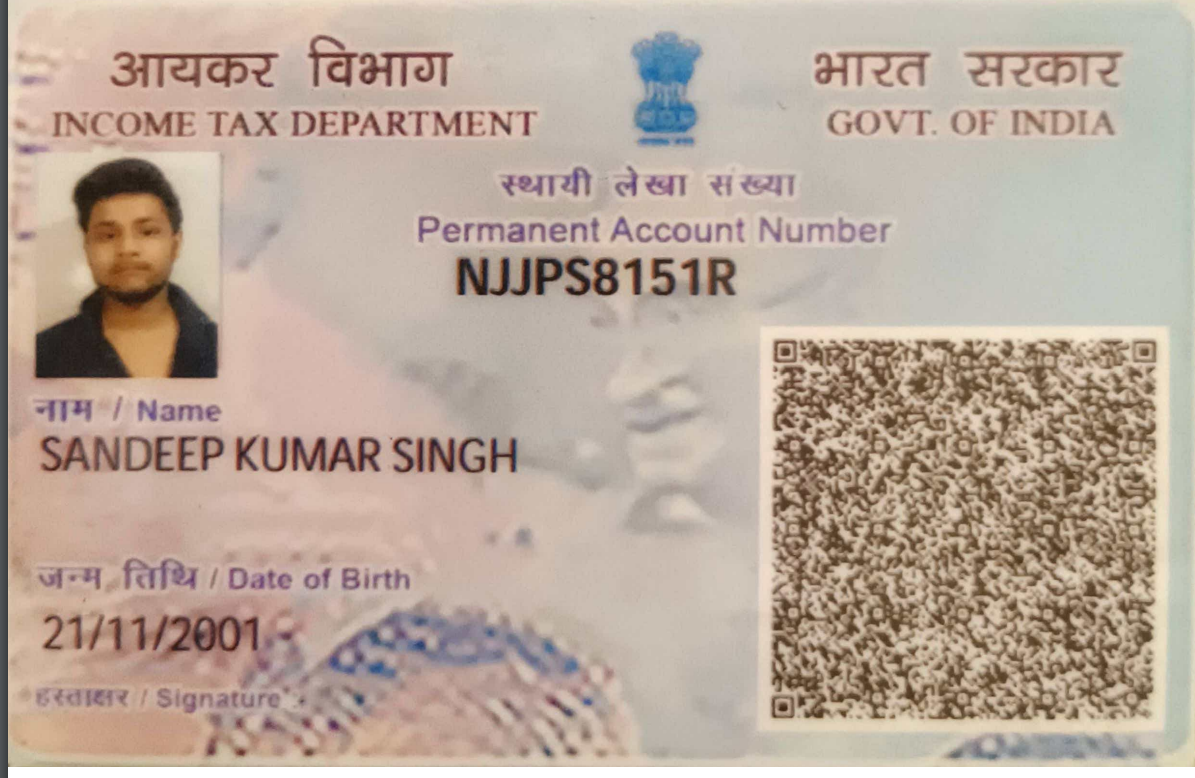 आयकर विभाग
INCOME TAX DEPARTMENT
भारत सरकार
GOVT. OF INDIA
स्थायी लेखा संख्या
Permanent Account Number
NJJPS8151R
नाम / Name
SANDEEP KUMAR SINGH
जन्म तिथि / Date of Birth
21/11/2001
हस्ताक्षर / Signature